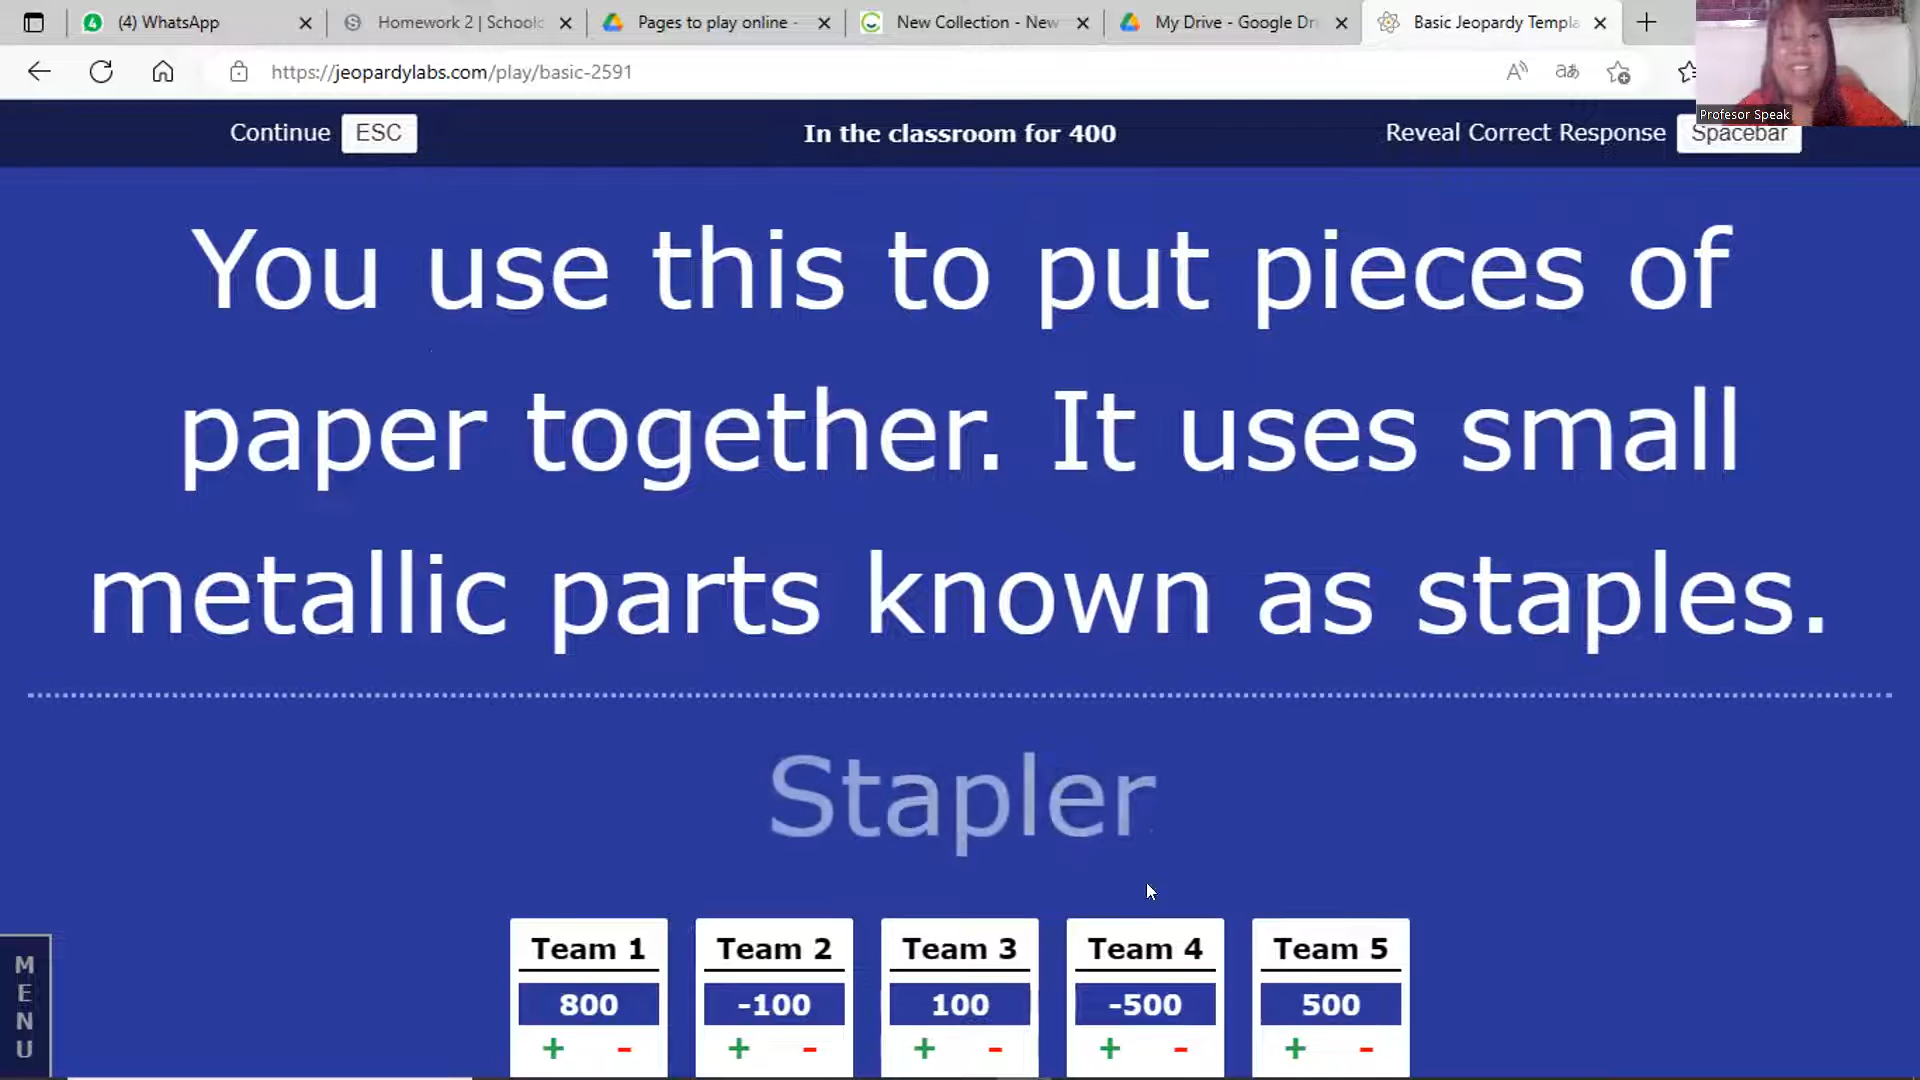 4 (4) WhatsApp
Homework 2 | Schoolo
Pages to play online -
New Collection - New
My Drive - Google Dri
Basic Jeopardy Templa
https://jeopardylabs.com/play/basic-2591
Profesor Speak
Continue ESC
In the classroom for 400
Reveal Correct Response Spacebar
You use this to put pieces of
paper together. It uses small
metallic parts known as staples.
Stapler
MENU
Team 1 Team 2 Team 3 Team 4 Team 5
800 -100 100 -500 500
+ - + - + - + - + -